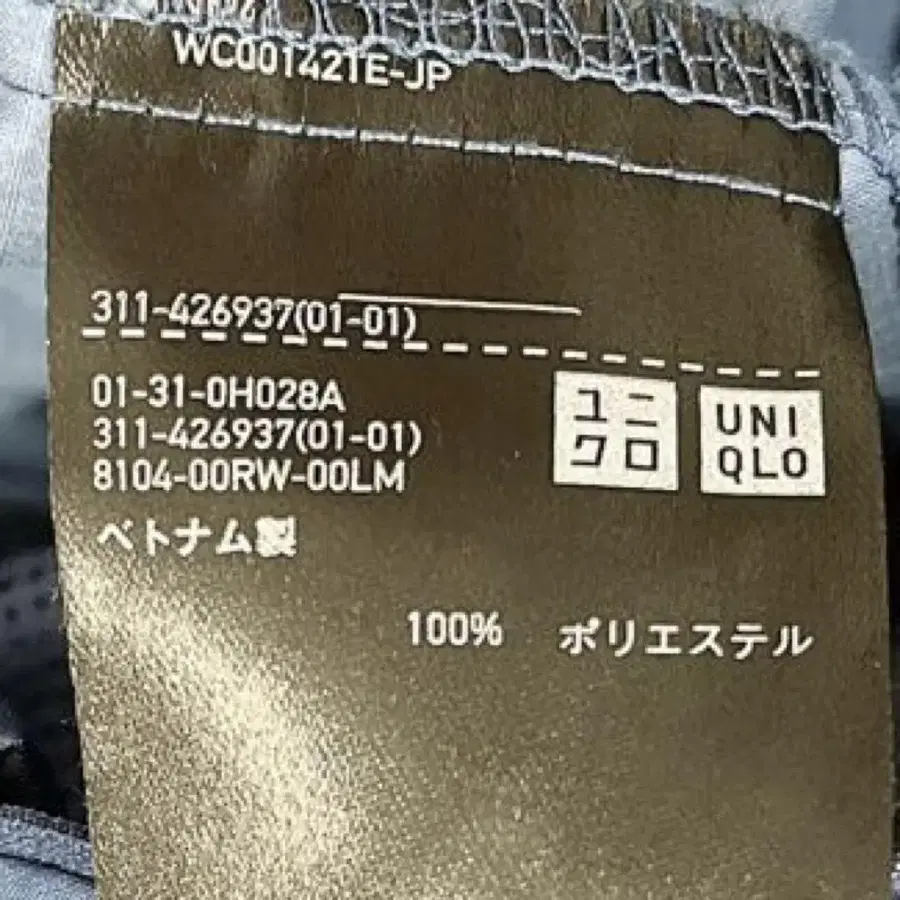 WC001421E-JP
311-426937(01-01)
01-31-0H028A
311-426937(01-01)
8104-00RW-00LM
ユニ
クロ
UNI
QLO
ベトナム製
100% ポリエステル